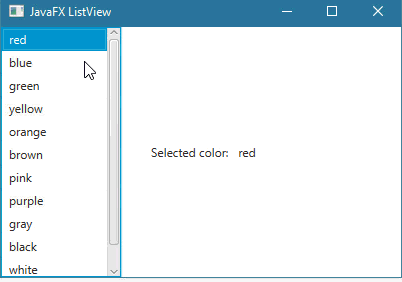 JavaFX ListView
red
blue
green
yellow
orange
brown
pink
purple
gray
black
white
Selected color: red